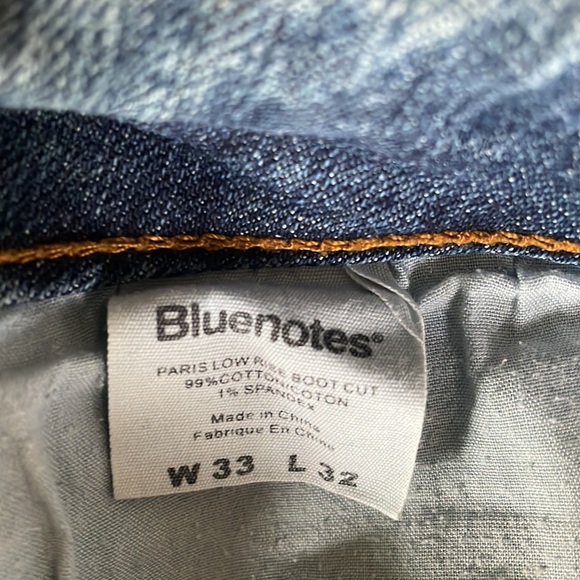 Bluenotes®
PARIS LOW RISE BOOT CUT
99%COTTON/COTON
1% SPANDEX
Made in China
Fabrique En Chine
W 33 L 32